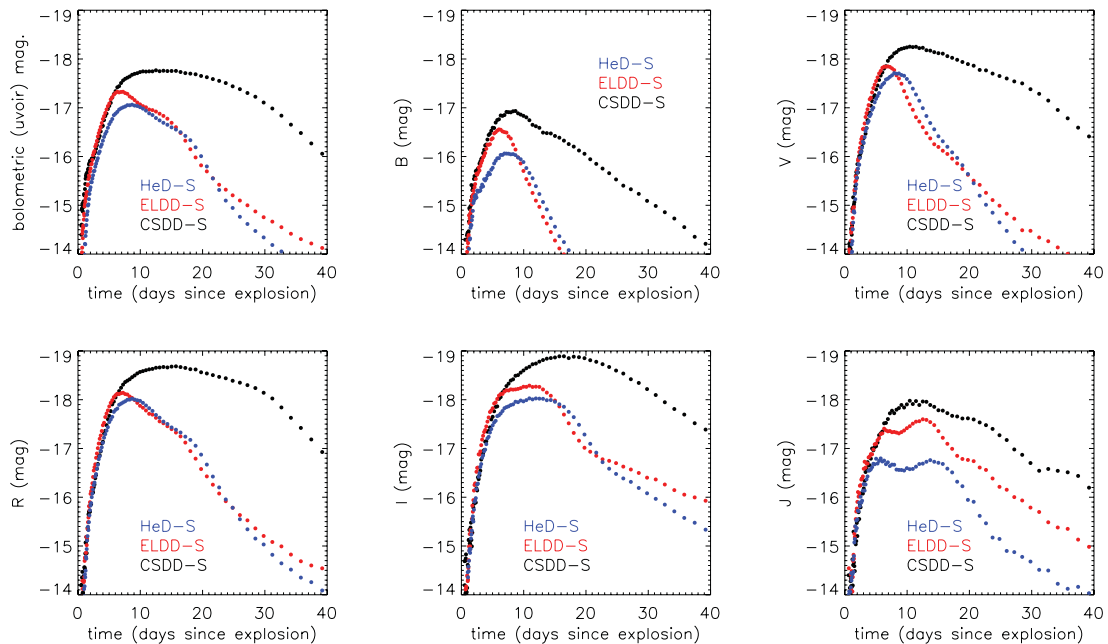 bolometric (uvoir) mag.
-19
-18
-17
-16
-15
-14
HeD-S
ELDD-S
CSDD-S
0 10 20 30 40
time (days since explosion)
B (mag)
-19
-18
-17
-16
-15
-14
HeD-S
ELDD-S
CSDD-S
0 10 20 30 40
time (days since explosion)
V (mag)
-19
-18
-17
-16
-15
-14
HeD-S
ELDD-S
CSDD-S
0 10 20 30 40
time (days since explosion)
R (mag)
-19
-18
-17
-16
-15
-14
HeD-S
ELDD-S
CSDD-S
0 10 20 30 40
time (days since explosion)
I (mag)
-19
-18
-17
-16
-15
-14
HeD-S
ELDD-S
CSDD-S
0 10 20 30 40
time (days since explosion)
J (mag)
-19
-18
-17
-16
-15
-14
HeD-S
ELDD-S
CSDD-S
0 10 20 30 40
time (days since explosion)